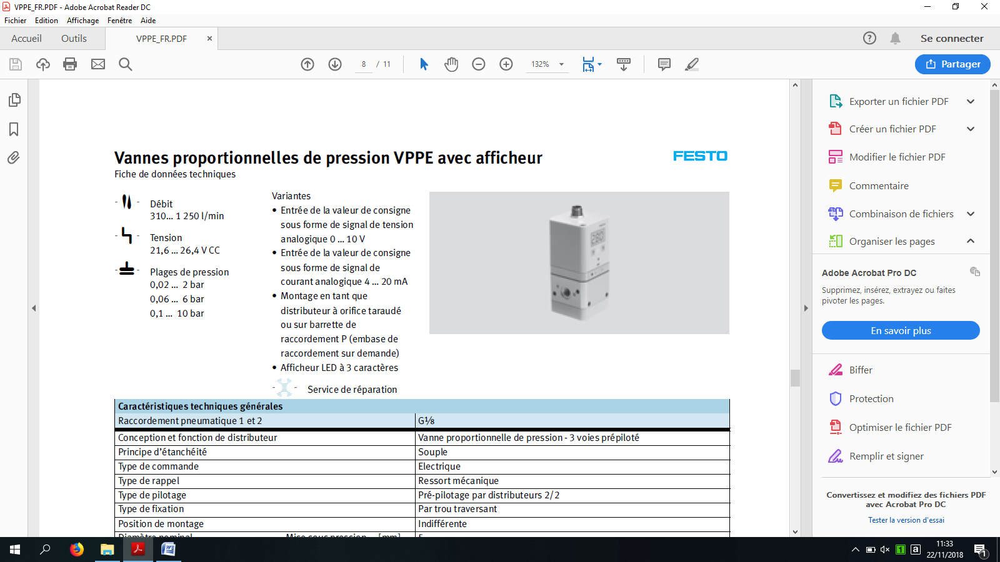 VPPE_FR.PDF - Adobe Acrobat Reader DC
Fichier Edition Affichage Fenêtre Aide
Accueil Outils VPPE_FR.PDF × Se connecter
8 / 11 132% Partager
Vannes proportionnelles de pression VPPE avec afficheur
FESTO
Fiche de données techniques
Débit
310... 1 250 l/min
Tension
21,6 ... 26,4 V CC
Plages de pression
0,02 ... 2 bar
0,06 ... 6 bar
0,1 ... 10 bar
Variantes
• Entrée de la valeur de consigne
sous forme de signal de tension
analogique 0 ... 10 V
• Entrée de la valeur de consigne
sous forme de signal de
courant analogique 4 ... 20 mA
• Montage en tant que
distributeur à orifice taraudé
ou sur barrette de
raccordement P (embase de
raccordement sur demande)
• Afficheur LED à 3 caractères
Service de réparation
Caractéristiques techniques générales
Raccordement pneumatique 1 et 2 G⅛
Conception et fonction de distributeur Vanne proportionnelle de pression - 3 voies prépiloté
Principe d'étanchéité Souple
Type de commande Electrique
Type de rappel Ressort mécanique
Type de pilotage Pré-pilotage par distributeurs 2/2
Type de fixation Par trou traversant
Position de montage Indifférente
Diamètre nominal Mise sous pression [mm] 5
Exporter un fichier PDF
Créer un fichier PDF
Modifier le fichier PDF
Commentaire
Combinaison de fichiers
Organiser les pages
Adobe Acrobat Pro DC
Supprimez, insérez, extrayez ou faites
pivoter les pages.
En savoir plus
Biffer
Protection
Optimiser le fichier PDF
Remplir et signer
Convertissez et modifiez des fichiers PDF
avec Acrobat Pro DC
Tester la version d'essai
11:33
22/11/2018
1